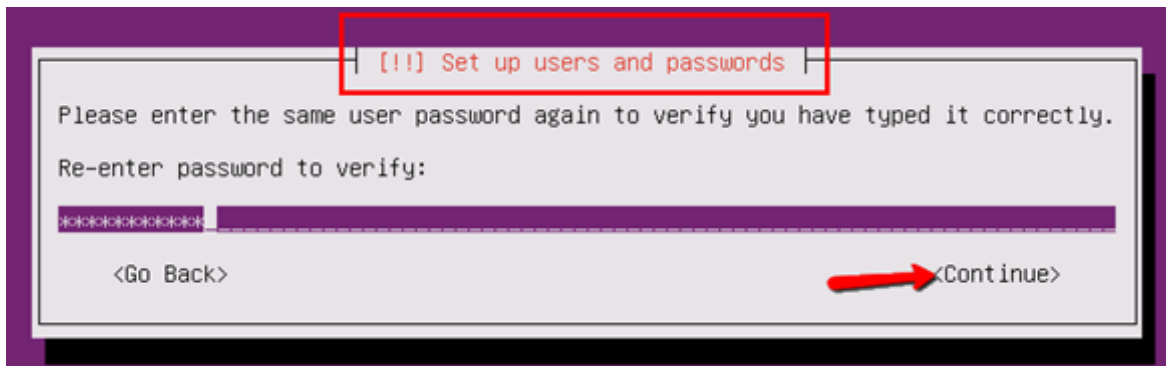 [!!] Set up users and passwords
Please enter the same user password again to verify you have typed it correctly.
Re-enter password to verify:
************
<Go Back> <Continue>